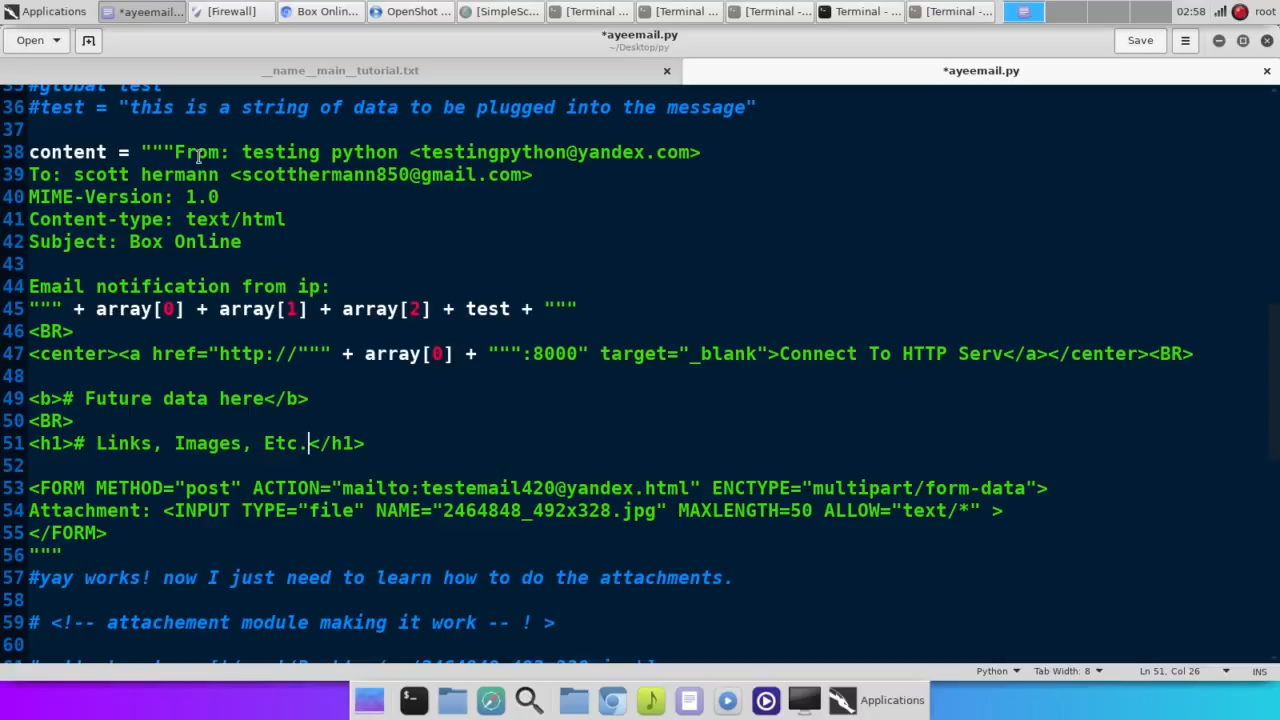 Applications
*ayeemail....
[Firewall]
Box Onlin...
OpenShot ...
[SimpleSc...
[Terminal ...
[Terminal ...
[Terminal -...
Terminal - ...
[Terminal -...
02:58
root
Open
*ayeemail.py
~/Desktop/py
Save
__name__main__tutorial.txt
*ayeemail.py
35 #global test
36 #test = "this is a string of data to be plugged into the message"
37
38 content = """From: testing python <testingpython@yandex.com>
39 To: scott hermann <scotthermann850@gmail.com>
40 MIME-Version: 1.0
41 Content-type: text/html
42 Subject: Box Online
43
44 Email notification from ip:
45 """ + array[0] + array[1] + array[2] + test + """
46 <BR>
47 <center><a href="http://""" + array[0] + """:8000" target="_blank">Connect To HTTP Serv</a></center><BR>
48
49 <b># Future data here</b>
50 <BR>
51 <h1># Links, Images, Etc.</h1>
52
53 <FORM METHOD="post" ACTION="mailto:testemail420@yandex.html" ENCTYPE="multipart/form-data">
54 Attachment: <INPUT TYPE="file" NAME="2464848_492x328.jpg" MAXLENGTH=50 ALLOW="text/*" >
55 </FORM>
56 """
57 #yay works! now I just need to learn how to do the attachments.
58
59 # <!-- attachement module making it work -- ! >
60
Python
Tab Width: 8
Ln 51, Col 26
INS
Applications